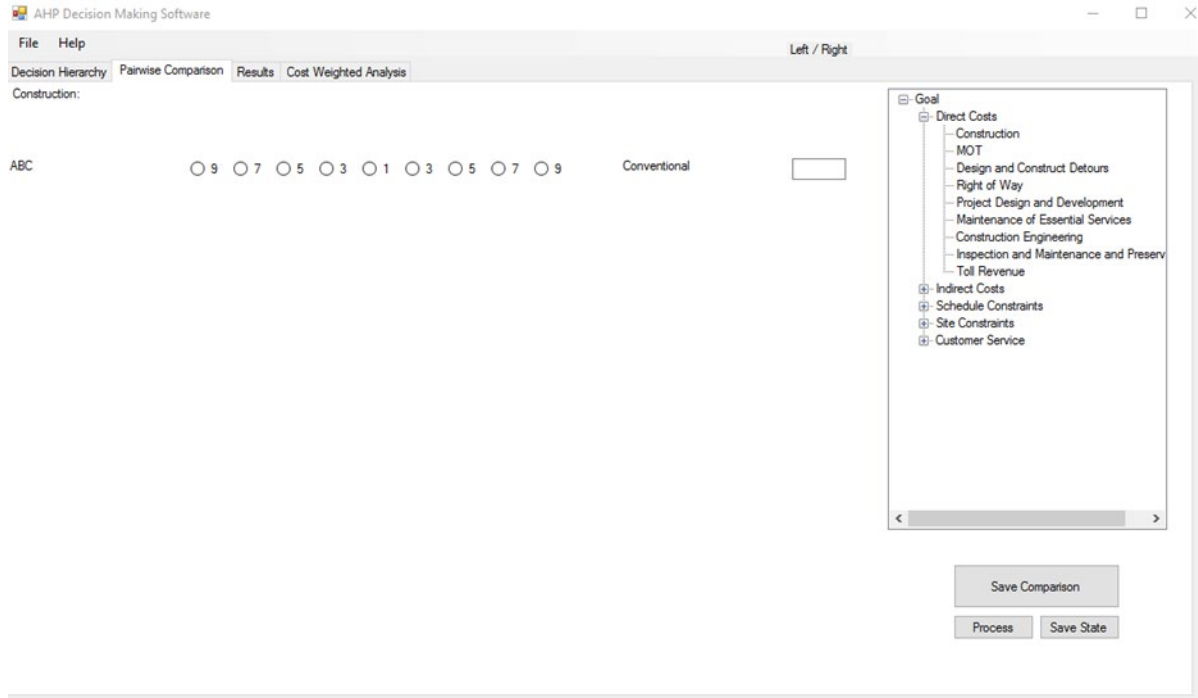 AHP Decision Making Software
File Help
Left / Right
Decision Hierarchy Pairwise Comparison Results Cost Weighted Analysis
Construction:
ABC 9 7 5 3 1 3 5 7 9 Conventional
Goal
Direct Costs
Construction
MOT
Design and Construct Detours
Right of Way
Project Design and Development
Maintenance of Essential Services
Construction Engineering
Inspection and Maintenance and Preserv
Toll Revenue
Indirect Costs
Schedule Constraints
Site Constraints
Customer Service
Save Comparison
Process Save State